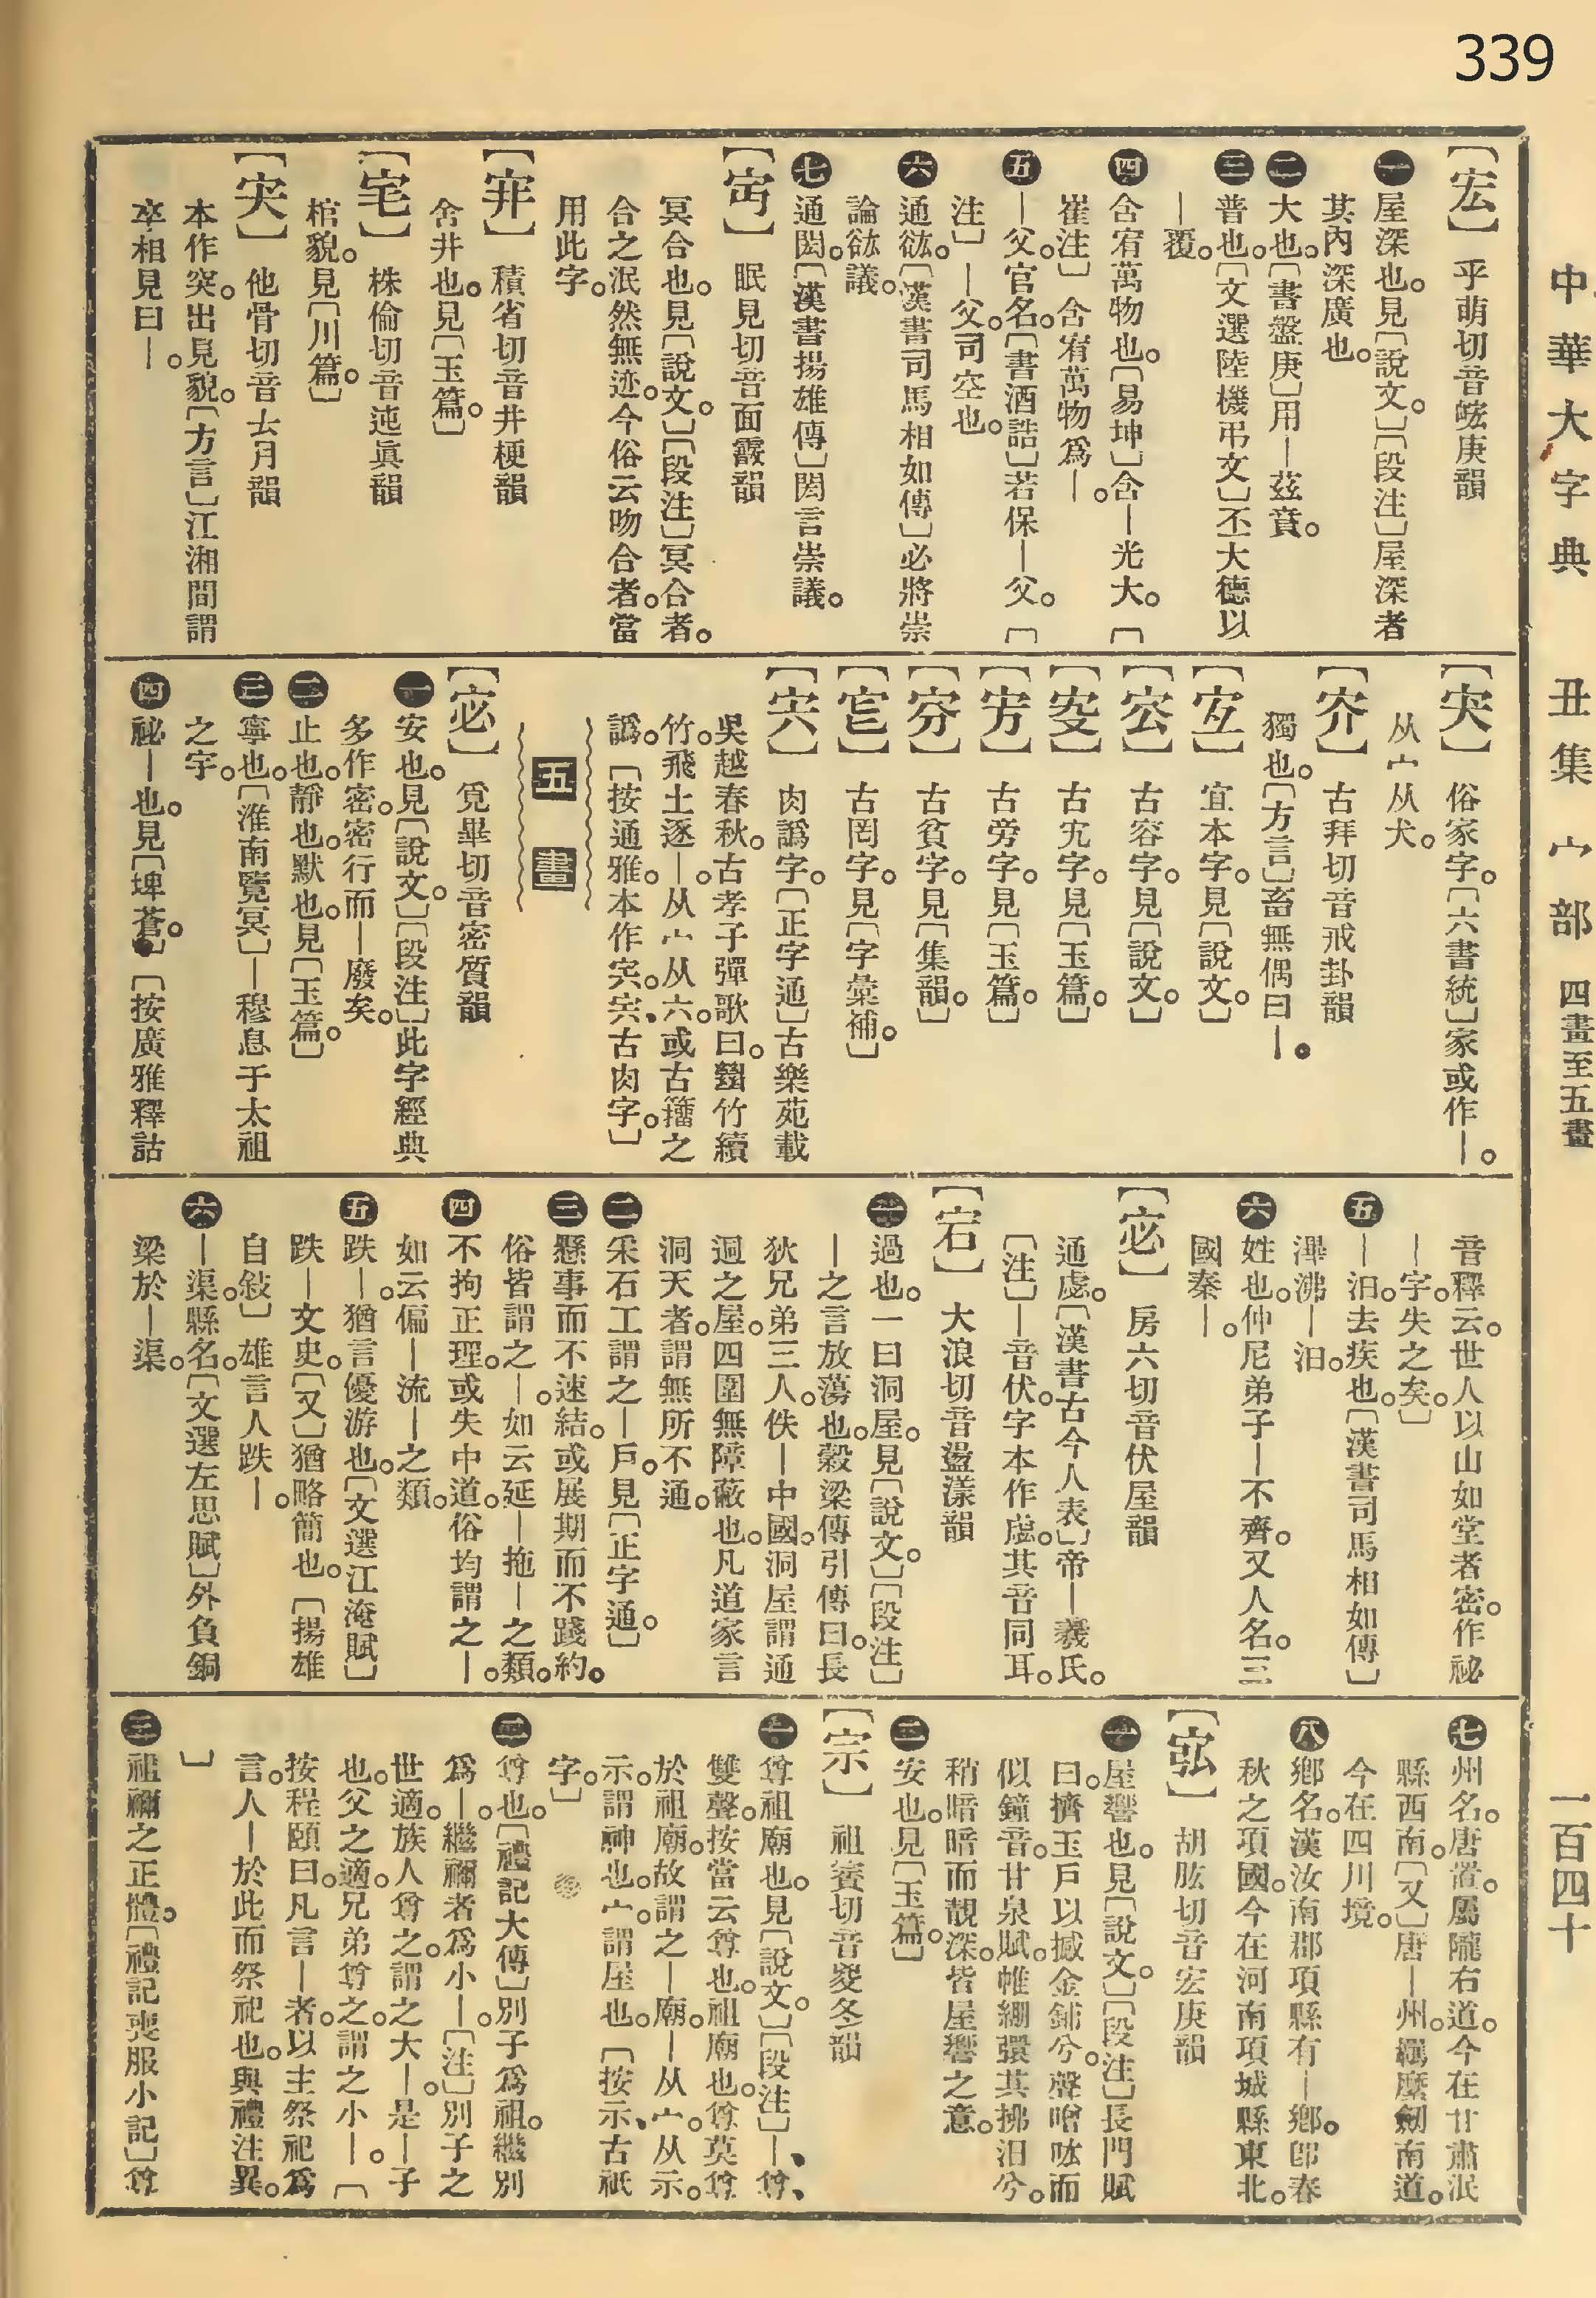 339
中華大字典 丑集 宀部 四畫至五畫 一百四十
【宏】 乎萌切音峵庚韻
一 屋深也。見〔說文。〕〔段注〕屋深者
其內深廣也。
二 大也。〔書盤庚〕用—茲賁。
三 普也。〔文選陸機弔文〕丕大德以
—覆。
四 含宥萬物也。〔易坤〕含—光大。〔
崔注〕含宥萬物爲—。
五 —父。官名。〔書酒誥〕若保—父。〔
注〕—父。司空也。
六 通谹。〔漢書司馬相如傳〕必將崇
論谹議。
七 通閎。〔漢書揚雄傳〕閎言崇議。
【𡧍】 眠見切音面霰韻
冥合也。見〔說文。〕〔段注〕冥合者。
合之泯然無迹。今俗云吻合者。當
用此字。
【宑】 積省切音井梗韻
舍井也。見〔玉篇。〕
【宒】 株倫切音迍眞韻
棺貌。見〔川篇。〕
【宊】 他骨切音𠫓月韻
本作突。出見貌。〔方言〕江湘間謂
卒相見曰—。
【宊】 俗家字。〔六書統〕家或作—。
从宀从犬。
【㝏】 古拜切音戒卦韻
獨也。〔方言〕畜無偶曰—。
【宐】 宜本字。見〔說文。〕
【㝐】 古容字。見〔說文。〕
【㝌】 古宄字。見〔玉篇。〕
【㝑】 古旁字。見〔玉篇。〕
【𡧋】 古貧字。見〔集韻。〕
古罔字。見〔字彙補。〕
【宍】 肉譌字。〔正字通〕古樂苑載
吳越春秋。古孝子彈歌曰。斷竹續
竹。飛土逐—。从宀从六。或古籀之
譌。〔按通雅。本作宍。宍、古肉字。〕
五畫
【宓】 覓畢切音密質韻
一 安也。見〔說文。〕〔段注〕此字經典
多作密。密行而—廢矣。
二 止也。靜也。默也。見〔玉篇。〕
三 寧也。〔淮南覽冥〕—穆息于太祖
之宇。
四 祕—也。見〔埤蒼。〕〔按廣雅釋詁
音釋云。世人以山如堂者密。作祕
—字。失之矣。〕
五 —汩。去疾也。〔漢書司馬相如傳〕
滭沸—汩。
六 姓也。仲尼弟子—不齊。又人名。三
國秦—。
【宓】 房六切音伏屋韻
通虙。〔漢書古今人表〕帝—羲氏。
〔注〕—音伏。字本作虙。其音同耳。
【宕】 大浪切音盪漾韻
一 過也。一曰洞屋。見〔說文。〕〔段注〕
—之言放蕩也。穀梁傳引傳曰。長
狄兄弟三人。佚—中國。洞屋謂通
迵之屋。四圍無障蔽也。凡道家言
洞天者。謂無所不通。
二 采石工謂之—戶。見〔正字通。〕
三 懸事而不速結。或展期而不踐約。
俗皆謂之—。如云延—拖—之類。
四 不拘正理。或失中道。俗均謂之—。
如云偏—流—之類。
五 跌—。猶言優游也。〔文選江淹賦〕
跌—文史。〔又〕猶略簡也。〔揚雄
自敍〕雄言人跌—。
六 —渠。縣名。〔文選左思賦〕外負銅
梁於—渠。
七 州名。唐置。屬隴右道。今在甘肅泯
縣西南。〔又〕唐—州。羈縻劒南道。
今在四川境。
八 鄉名。漢汝南郡項縣有—鄉。卽春
秋之項國。今在河南項城縣東北。
【宖】 胡肱切音宏庚韻
一 屋響也。見〔說文。〕〔段注〕長門賦
曰。擠玉戶以撼金鋪兮。聲噌吰而
似鐘音。甘泉賦。帷弸彋其拂汩兮。
稍暗暗而靚深。皆屋響之意。
二 安也。見〔玉篇。〕
【宗】 祖賨切音㚇冬韻
一 尊祖廟也。見〔說文。〕〔段注〕—、尊、
雙聲。按當云尊也。祖廟也。尊莫尊
於祖廟。故謂之—廟。—从宀。从示。
示。謂神也。宀。謂屋也。〔按示、古祇
字。〕
二 尊也。〔禮記大傳〕別子爲祖。繼別
爲—。繼禰者爲小—。〔注〕別子之
世適。族人尊之。謂之大—。是—子
也。父之適。兄弟尊之。謂之小—。〔
按程頤曰。凡言—者。以主祭祀爲
言。人—於此而祭祀也。與禮注異。
〕
三 祖禰之正體。〔禮記喪服小記〕尊